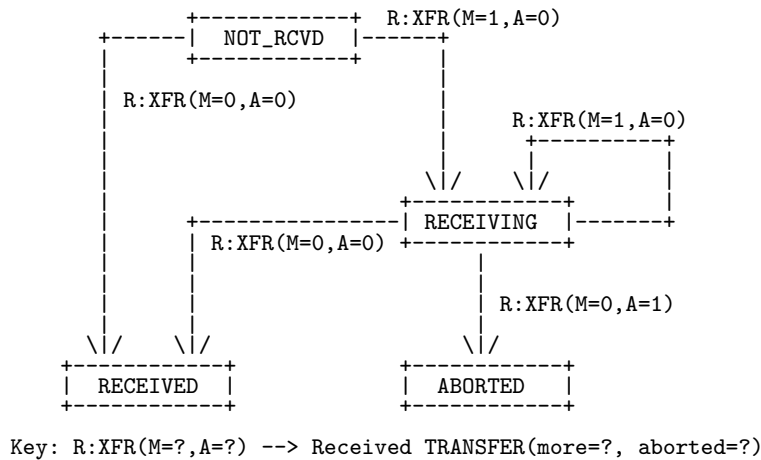 R:XFR(M=1,A=0)
NOT_RCVD
R:XFR(M=0,A=0)
R:XFR(M=1,A=0)
RECEIVING
R:XFR(M=0,A=0)
R:XFR(M=0,A=1)
RECEIVED ABORTED
Key: R:XFR(M=?,A=?) --> Received TRANSFER(more=?, aborted=?)